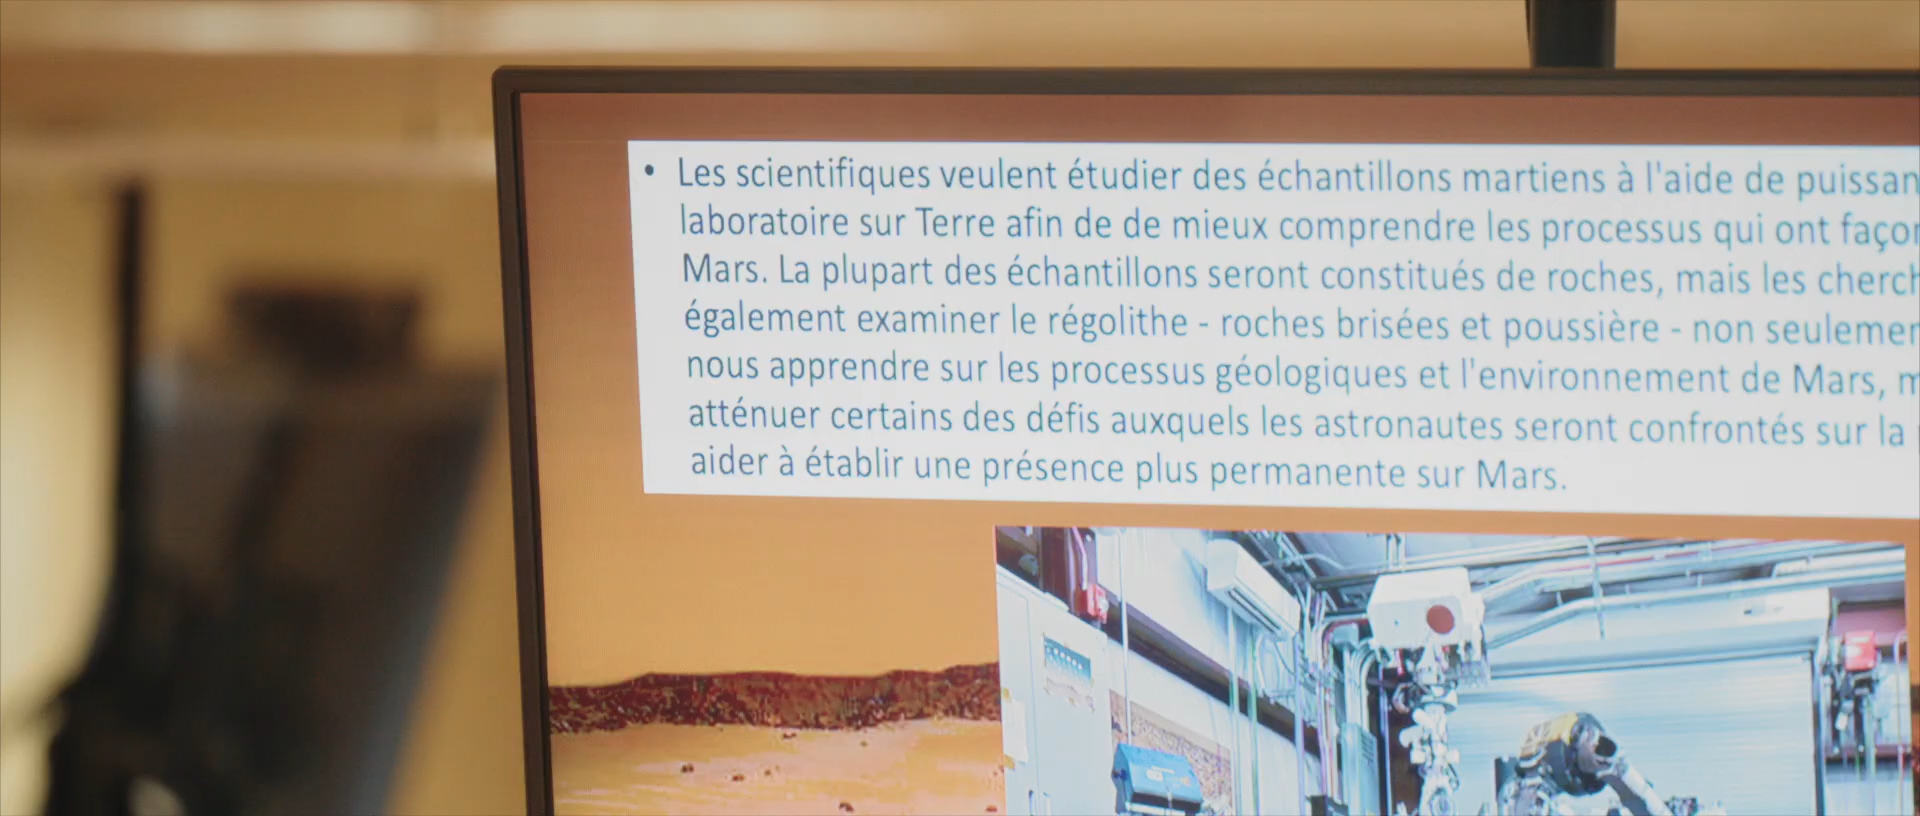 • Les scientifiques veulent étudier des échantillons martiens à l'aide de
laboratoire sur Terre afin de de mieux comprendre les processus qui ont
Mars. La plupart des échantillons seront constitués de roches, mais les
également examiner le régolithe - roches brisées et poussière - non
nous apprendre sur les processus géologiques et l'environnement de Mars,
atténuer certains des défis auxquels les astronautes seront confrontés sur la
aider à établir une présence plus permanente sur Mars.